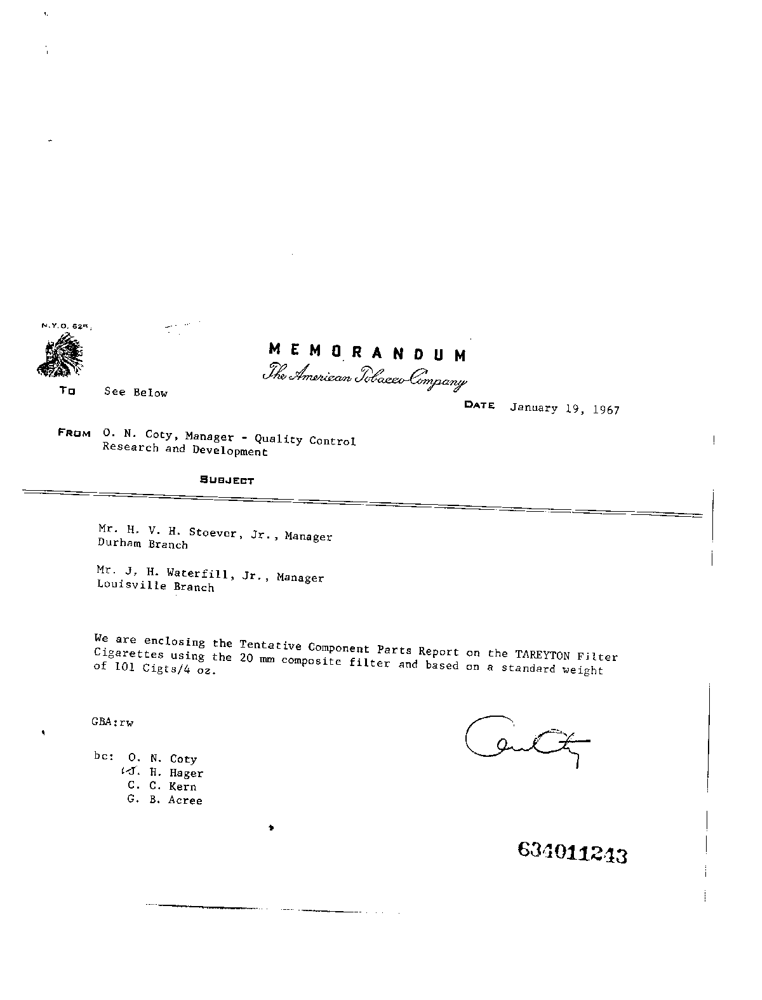 N.Y.O. 62
MEMORANDUM
The American Tobacco Company
To See Below
DATE January 19, 1967
FROM O. N. Coty, Manager - Quality Control
Research and Development
SUBJECT
Mr. H. V. H. Stoever, Jr., Manager
Durham Branch
Mr. J. H. Waterfill, Jr., Manager
Louisville Branch
We are enclosing the Tentative Component Parts Report on the TAREYTON Filter
Cigarettes using the 20 mm composite filter and based on a standard weight
of 101 Cigts/4 oz.
GBA:rw
bc: O. N. Coty
J. H. Hager
C. C. Kern
G. B. Acree
634011243